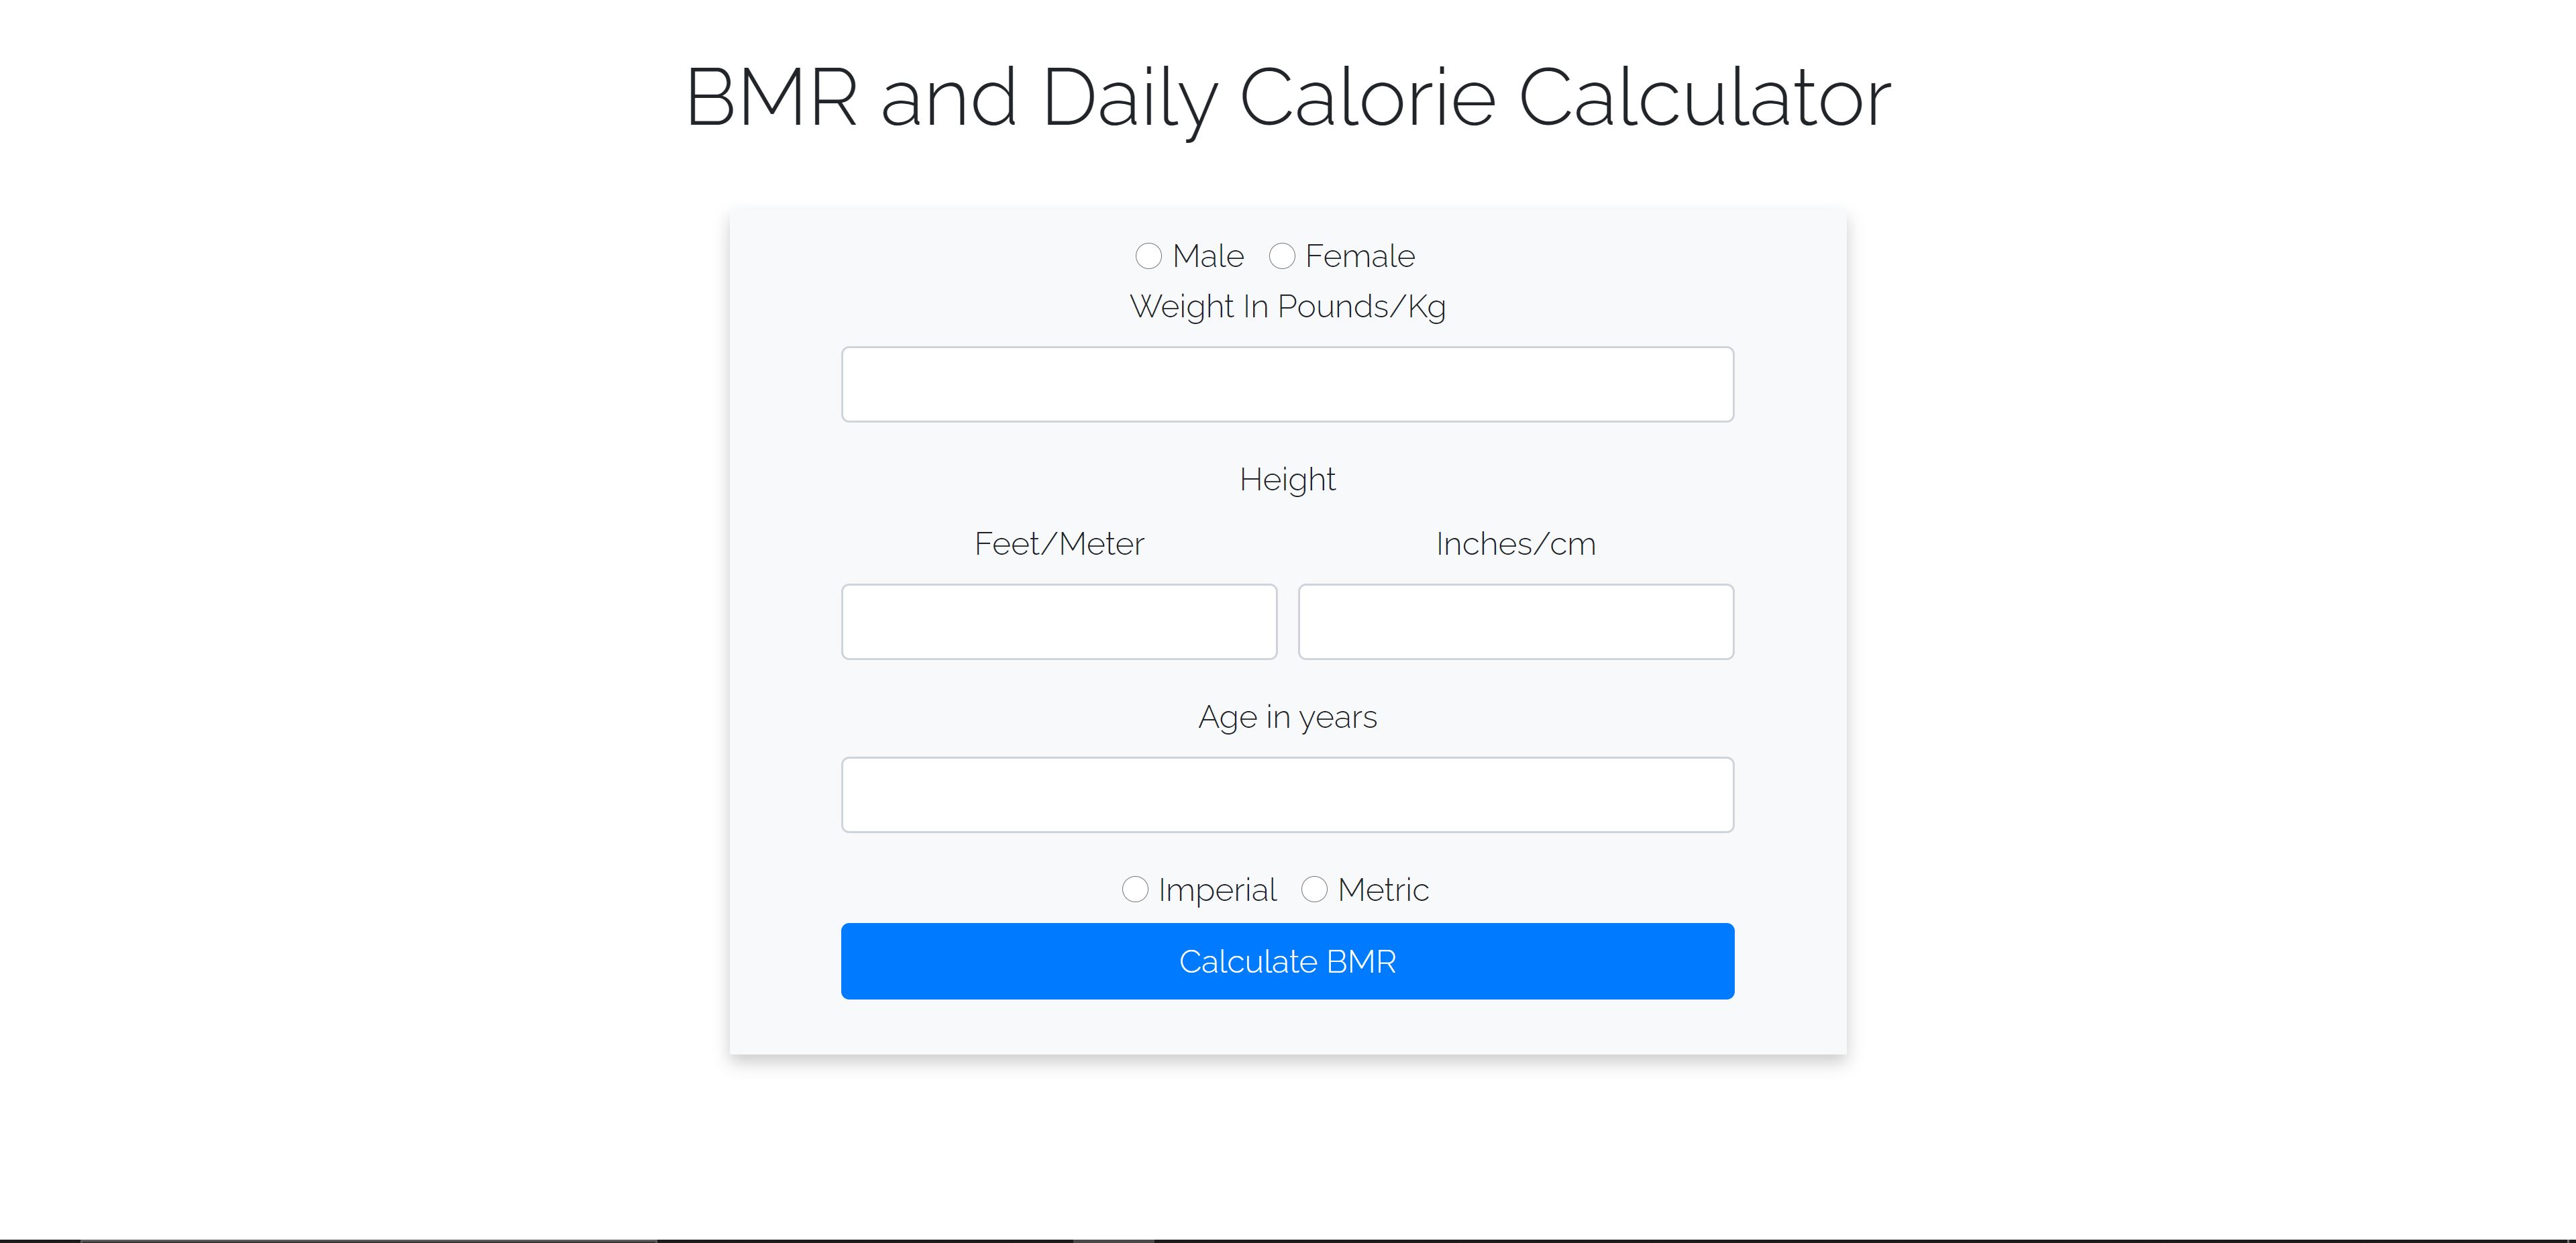 BMR and Daily Calorie Calculator
Male Female
Weight In Pounds/Kg
Height
Feet/Meter Inches/cm
Age in years
Imperial Metric
Calculate BMR